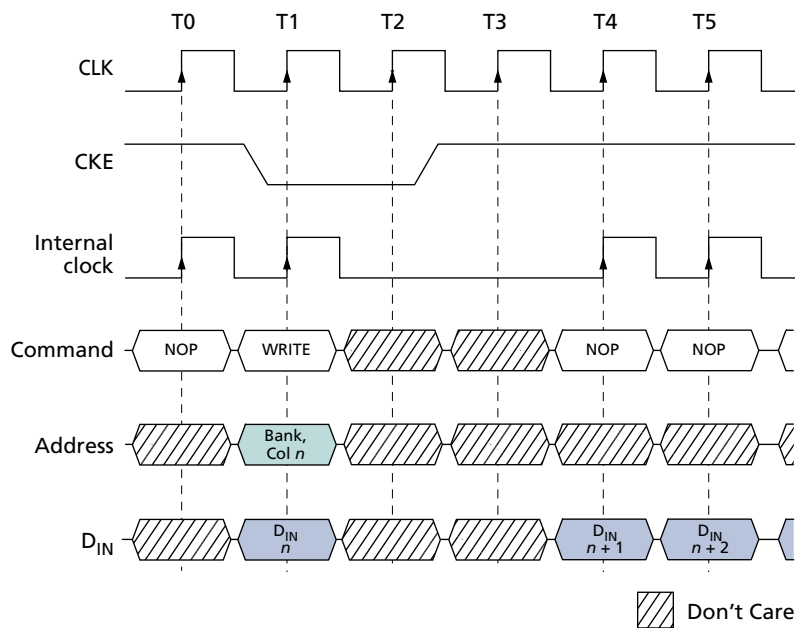 T0 T1 T2 T3 T4 T5
CLK
CKE
Internal
clock
Command NOP WRITE NOP NOP
Address Bank,
Col n
DIN DIN
n DIN
n + 1 DIN
n + 2
Don't Care